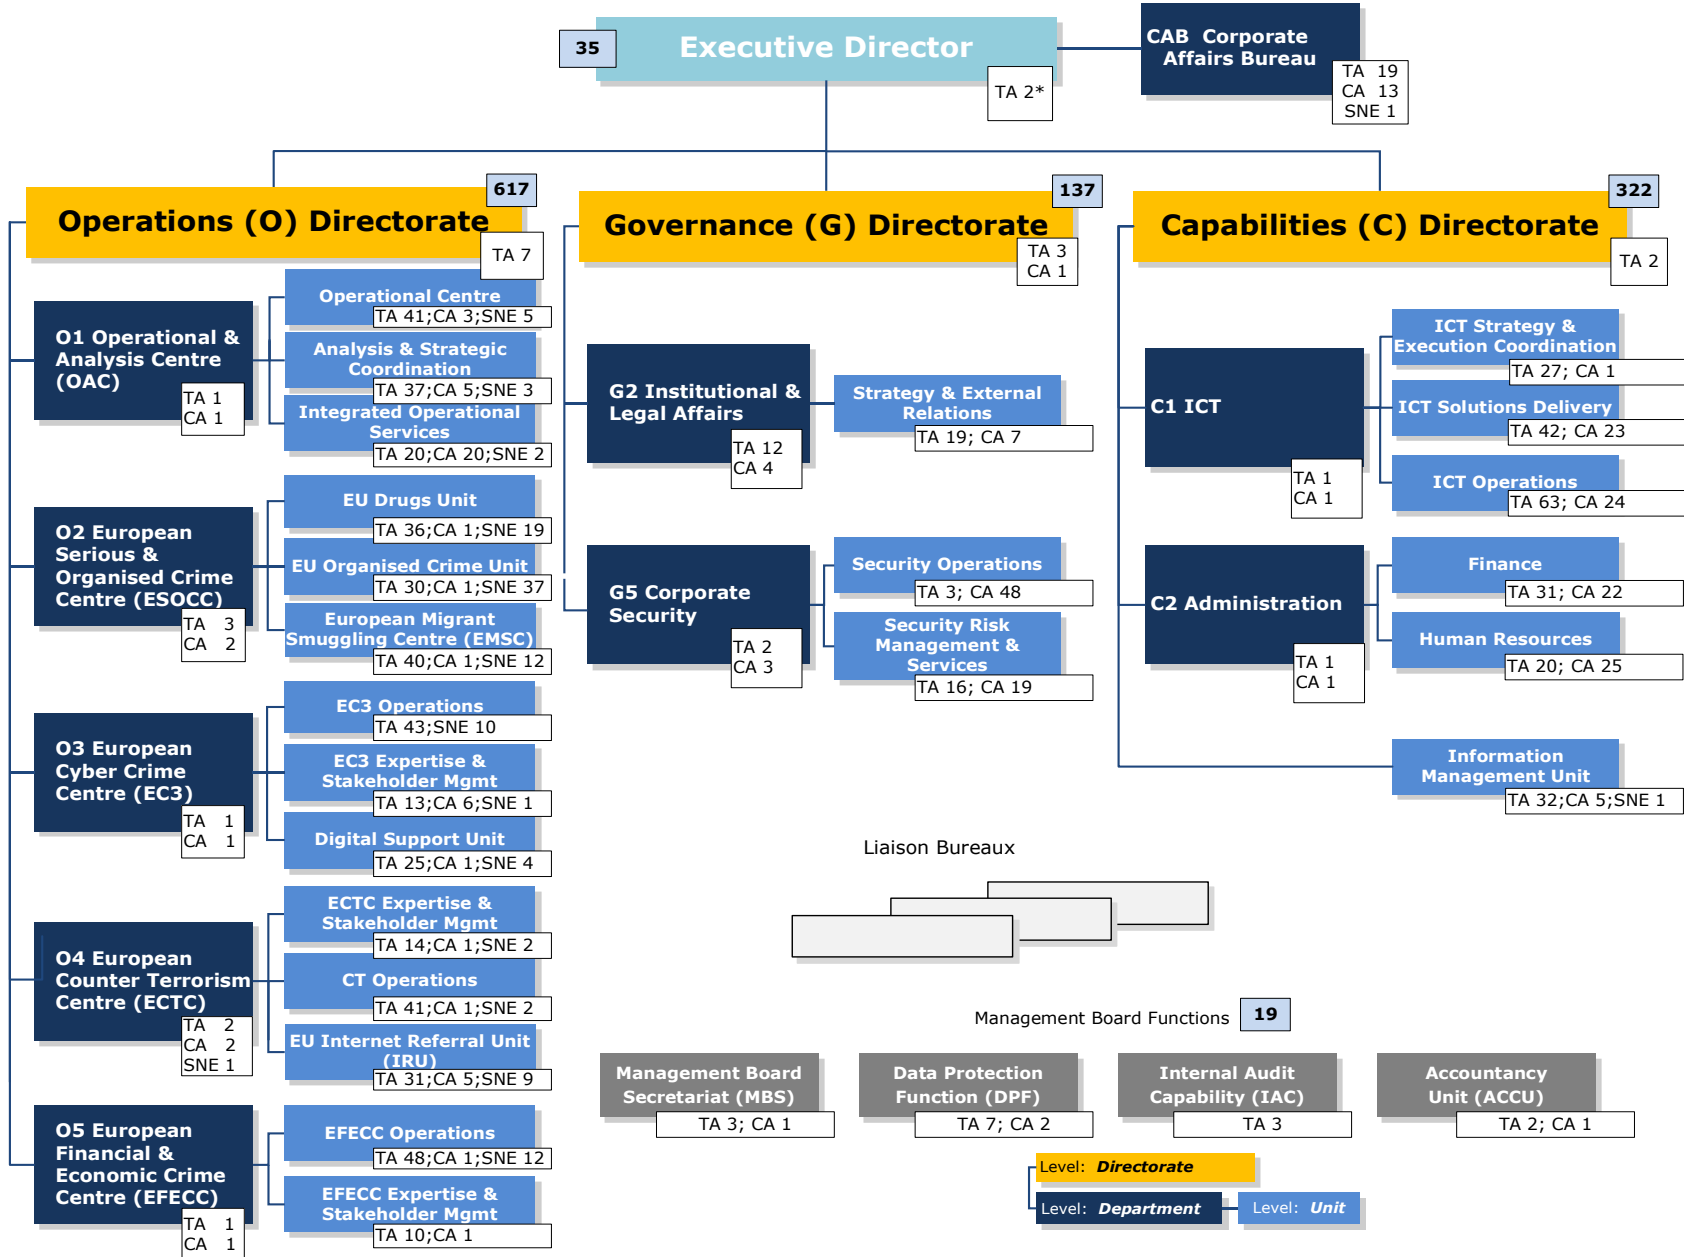 35
Executive Director
TA 2*
CAB Corporate
Affairs Bureau
TA 19
CA 13
SNE 1
617
Operations (O) Directorate
TA 7
O1 Operational &
Analysis Centre
(OAC)
TA 1
CA 1
Operational Centre
TA 41;CA 3;SNE 5
Analysis & Strategic
Coordination
TA 37;CA 5;SNE 3
Integrated Operational
Services
TA 20;CA 20;SNE 2
O2 European
Serious &
Organised Crime
Centre (ESOCC)
TA 3
CA 2
EU Drugs Unit
TA 36;CA 1;SNE 19
EU Organised Crime Unit
TA 30;CA 1;SNE 37
European Migrant
Smuggling Centre (EMSC)
TA 40;CA 1;SNE 12
O3 European
Cyber Crime
Centre (EC3)
TA 1
CA 1
EC3 Operations
TA 43;SNE 10
EC3 Expertise &
Stakeholder Mgmt
TA 13;CA 6;SNE 1
Digital Support Unit
TA 25;CA 1;SNE 4
O4 European
Counter Terrorism
Centre (ECTC)
TA 2
CA 2
SNE 1
ECTC Expertise &
Stakeholder Mgmt
TA 14;CA 1;SNE 2
CT Operations
TA 41;CA 1;SNE 2
EU Internet Referral Unit
(IRU)
TA 31;CA 5;SNE 9
O5 European
Financial &
Economic Crime
Centre (EFECC)
TA 1
CA 1
EFECC Operations
TA 48;CA 1;SNE 12
EFECC Expertise &
Stakeholder Mgmt
TA 10;CA 1
137
Governance (G) Directorate
TA 3
CA 1
G2 Institutional &
Legal Affairs
TA 12
CA 4
Strategy & External
Relations
TA 19; CA 7
G5 Corporate
Security
TA 2
CA 3
Security Operations
TA 3; CA 48
Security Risk
Management &
Services
TA 16; CA 19
322
Capabilities (C) Directorate
TA 2
C1 ICT
TA 1
CA 1
ICT Strategy &
Execution Coordination
TA 27; CA 1
ICT Solutions Delivery
TA 42; CA 23
ICT Operations
TA 63; CA 24
C2 Administration
TA 1
CA 1
Finance
TA 31; CA 22
Human Resources
TA 20; CA 25
Information
Management Unit
TA 32;CA 5;SNE 1
Liaison Bureaux
Management Board Functions
19
Management Board
Secretariat (MBS)
TA 3; CA 1
Data Protection
Function (DPF)
TA 7; CA 2
Internal Audit
Capability (IAC)
TA 3
Accountancy
Unit (ACCU)
TA 2; CA 1
Level: Directorate
Level: Department
Level: Unit